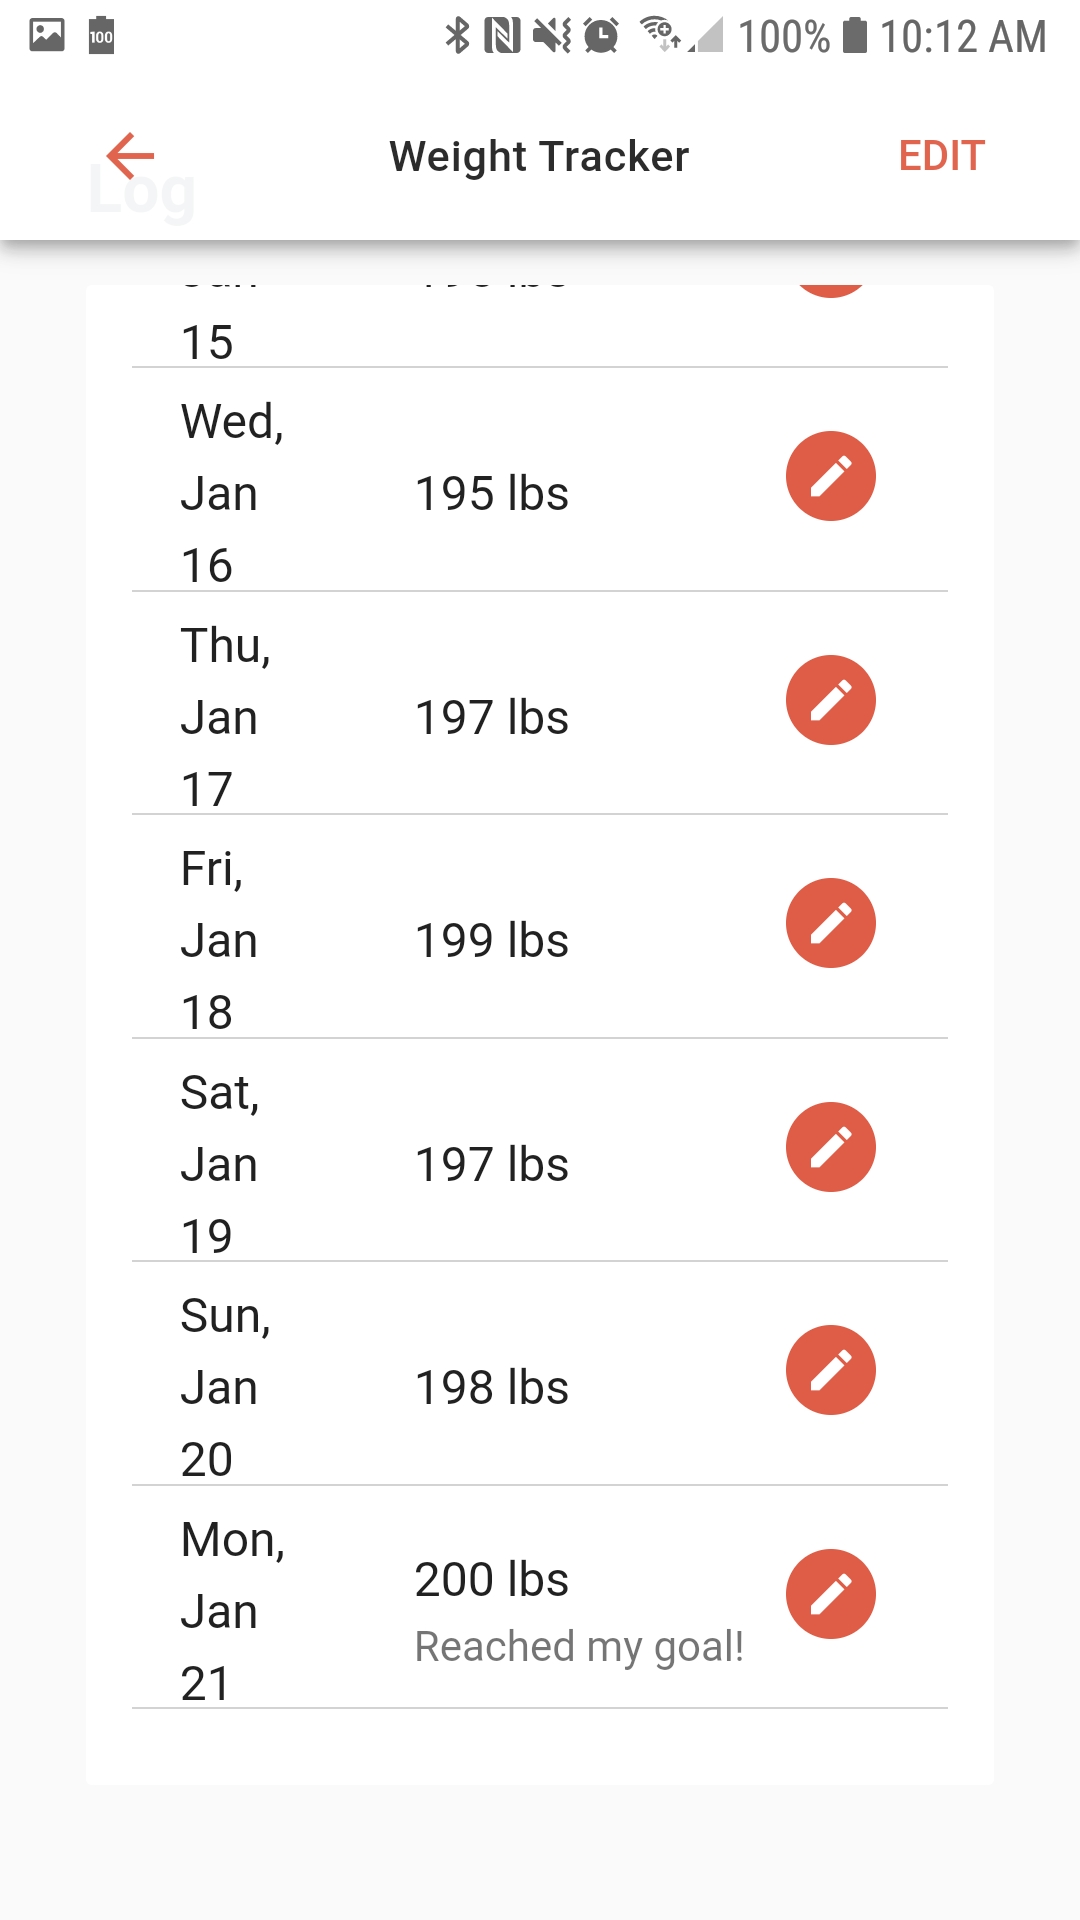 100 100% 10:12 AM
Log
Weight Tracker EDIT
15
Wed,
Jan 195 lbs
16
Thu,
Jan 197 lbs
17
Fri,
Jan 199 lbs
18
Sat,
Jan 197 lbs
19
Sun,
Jan 198 lbs
20
Mon,
200 lbs
Jan
Reached my goal!
21